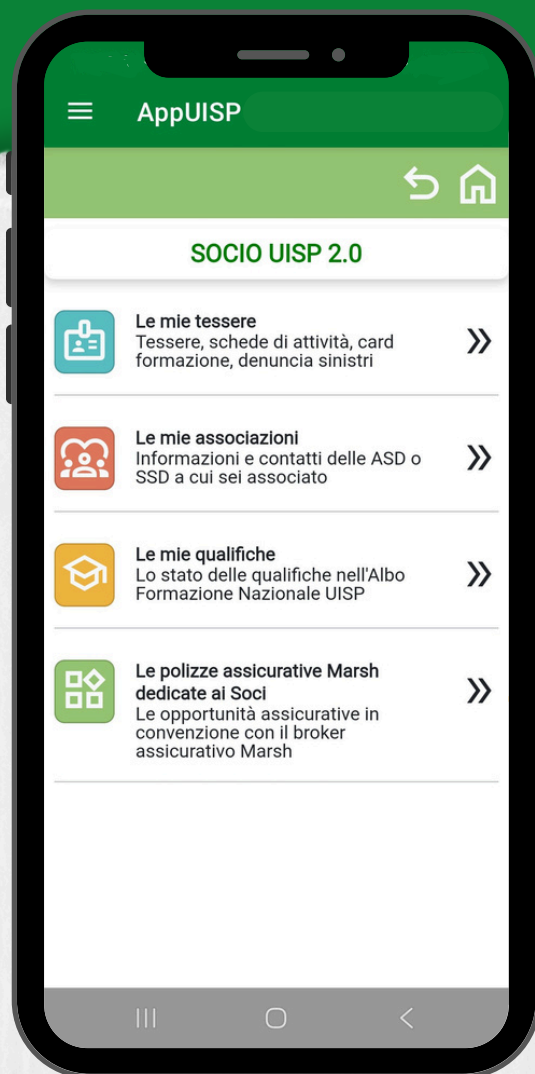 AppUISP
SOCIO UISP 2.0
Le mie tessere
Tessere, schede di attività, card
formazione, denuncia sinistri
Le mie associazioni
Informazioni e contatti delle ASD o
SSD a cui sei associato
Le mie qualifiche
Lo stato delle qualifiche nell'Albo
Formazione Nazionale UISP
Le polizze assicurative Marsh
dedicate ai Soci
Le opportunità assicurative in
convenzione con il broker
assicurativo Marsh